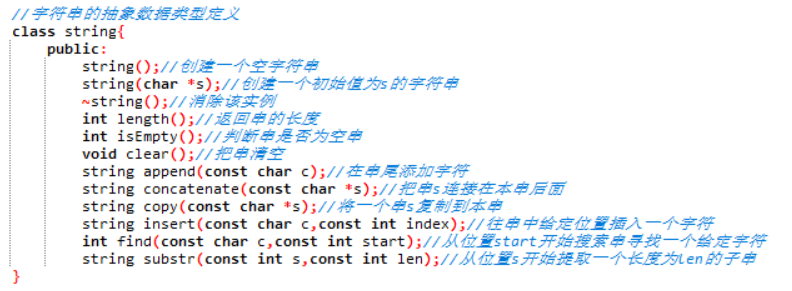 //字符串的抽象数据类型定义
class string{
public:
string();//创建一个空字符串
string(char *s);//创建一个初始值为s的字符串
~string();//消除该实例
int length();//返回串的长度
int isEmpty();//判断串是否为空串
void clear();//把串清空
string append(const char c);//在串尾添加字符
string concatenate(const char *s);//把串s连接在本串后面
string copy(const char *s);//将一个串s复制到本串
string insert(const char c,const int index);//往串中给定位置插入一个字符
int find(const char c,const int start);//从位置start开始搜索串寻找一个给定字符
string substr(const int s,const int len);//从位置s开始提取一个长度为len的子串
}